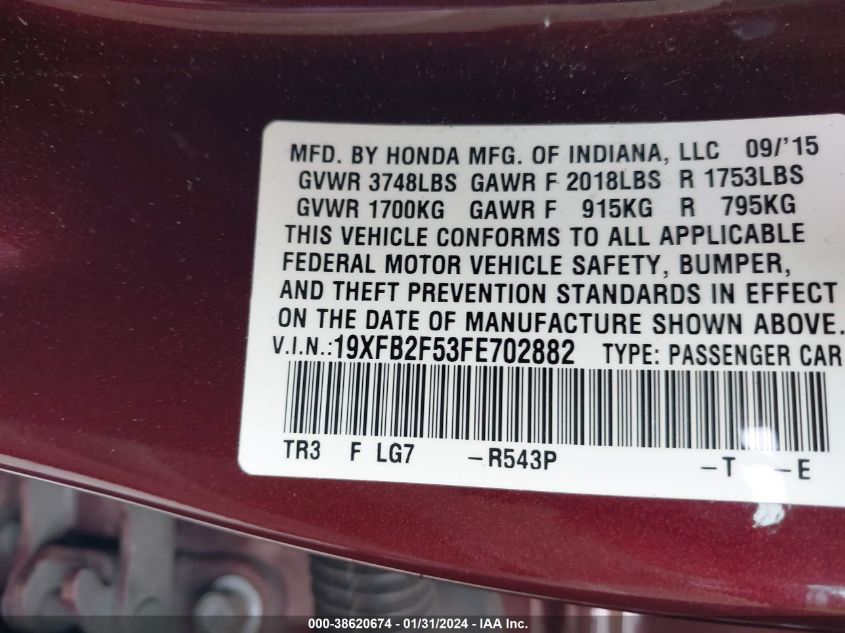 MFD. BY HONDA MFG. OF INDIANA, LLC 09/'15
GVWR 3748LBS GAWR F 2018LBS R 1753LBS
GVWR 1700KG GAWR F 915KG R 795KG
THIS VEHICLE CONFORMS TO ALL APPLICABLE
FEDERAL MOTOR VEHICLE SAFETY, BUMPER,
AND THEFT PREVENTION STANDARDS IN EFFECT
ON THE DATE OF MANUFACTURE SHOWN ABOVE.
V.I.N.:19XFB2F53FE702882 TYPE: PASSENGER CAR
TR3 F LG7 -R543P -T -E
000-38620674 - 01/31/2024 - IAA Inc.